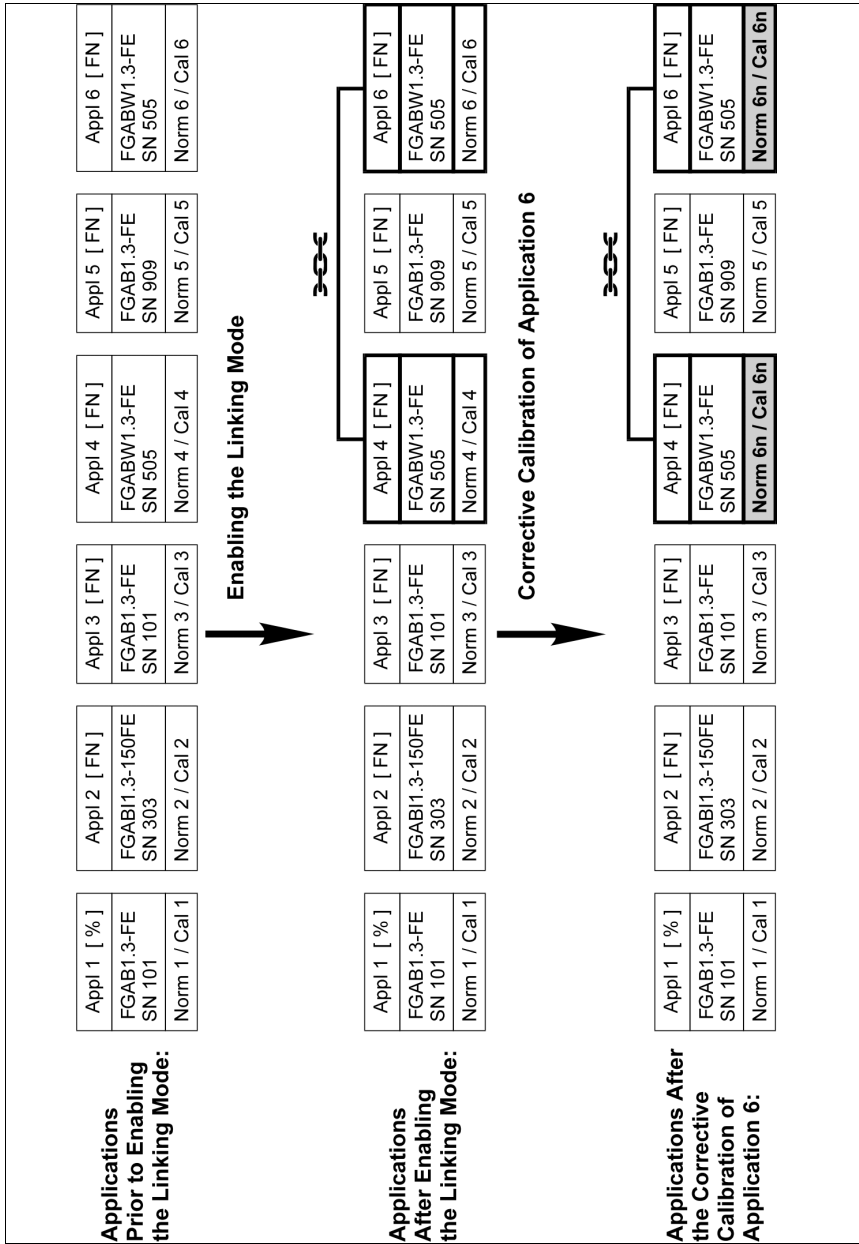 Applications
Prior to Enabling
the Linking Mode:
Appl 1 [ % ]
FGAB1.3-FE
SN 101
Norm 1 / Cal 1
Appl 2 [ FN ]
FGABI1.3-150FE
SN 303
Norm 2 / Cal 2
Appl 3 [ FN ]
FGAB1.3-FE
SN 101
Norm 3 / Cal 3
Appl 4 [ FN ]
FGABW1.3-FE
SN 505
Norm 4 / Cal 4
Appl 5 [ FN ]
FGAB1.3-FE
SN 909
Norm 5 / Cal 5
Appl 6 [ FN ]
FGABW1.3-FE
SN 505
Norm 6 / Cal 6
Enabling the Linking Mode
Applications
After Enabling
the Linking Mode:
Appl 1 [ % ]
FGAB1.3-FE
SN 101
Norm 1 / Cal 1
Appl 2 [ FN ]
FGABI1.3-150FE
SN 303
Norm 2 / Cal 2
Appl 3 [ FN ]
FGAB1.3-FE
SN 101
Norm 3 / Cal 3
Appl 4 [ FN ]
FGABW1.3-FE
SN 505
Norm 4 / Cal 4
Appl 5 [ FN ]
FGAB1.3-FE
SN 909
Norm 5 / Cal 5
Appl 6 [ FN ]
FGABW1.3-FE
SN 505
Norm 6 / Cal 6
Corrective Calibration of Application 6
Applications After
the Corrective
Calibration of
Application 6:
Appl 1 [ % ]
FGAB1.3-FE
SN 101
Norm 1 / Cal 1
Appl 2 [ FN ]
FGABI1.3-150FE
SN 303
Norm 2 / Cal 2
Appl 3 [ FN ]
FGAB1.3-FE
SN 101
Norm 3 / Cal 3
Appl 4 [ FN ]
FGABW1.3-FE
SN 505
Norm 6n / Cal 6n
Appl 5 [ FN ]
FGAB1.3-FE
SN 909
Norm 5 / Cal 5
Appl 6 [ FN ]
FGABW1.3-FE
SN 505
Norm 6n / Cal 6n